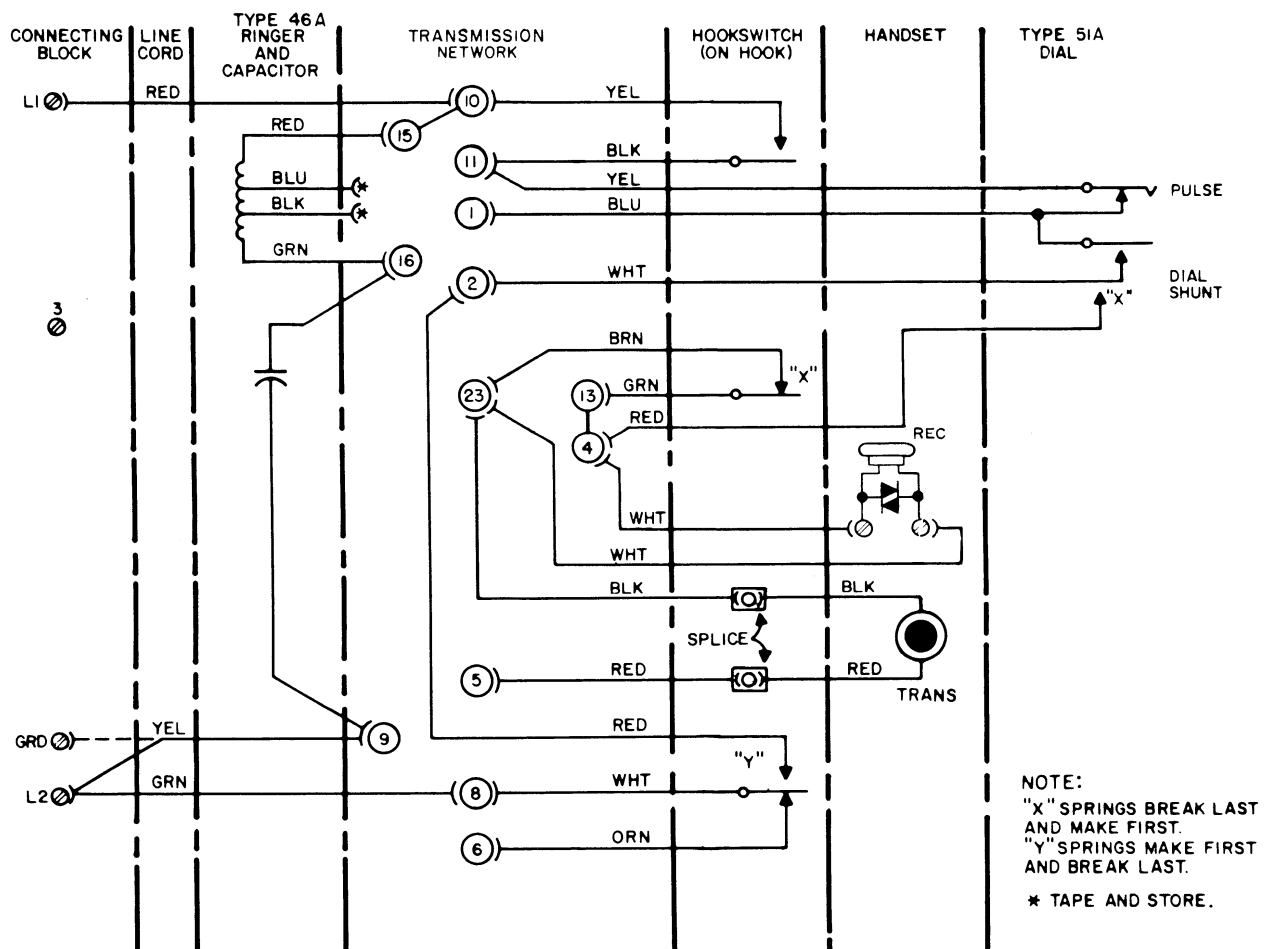 CONNECTING
BLOCK
LINE
CORD
TYPE 46A
RINGER
AND
CAPACITOR
TRANSMISSION
NETWORK
HOOKSWITCH
(ON HOOK)
HANDSET
TYPE 51A
DIAL
L1
RED
10
YEL
RED
15
11
BLK
BLU
*
YEL
PULSE
BLK
*
1
BLU
GRN
16
2
WHT
DIAL
SHUNT
"X"
3
BRN
"X"
23
13
GRN
RED
4
REC
WHT
WHT
BLK
BLK
SPLICE
5
RED
RED
TRANS
RED
GRD
YEL
9
"Y"
L2
GRN
8
WHT
6
ORN
NOTE:
"X" SPRINGS BREAK LAST
AND MAKE FIRST.
"Y" SPRINGS MAKE FIRST
AND BREAK LAST.
* TAPE AND STORE.